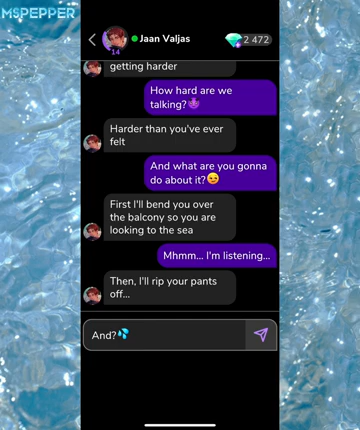 MSPEPPER
Jaan Valjas
2 472
14
getting harder
How hard are we
talking?😈
Harder than you've ever
felt
And what are you gonna
do about it?😏
First I'll bend you over
the balcony so you are
looking to the sea
Mhmm... I'm listening...
Then, I'll rip your pants
off...
And?💦